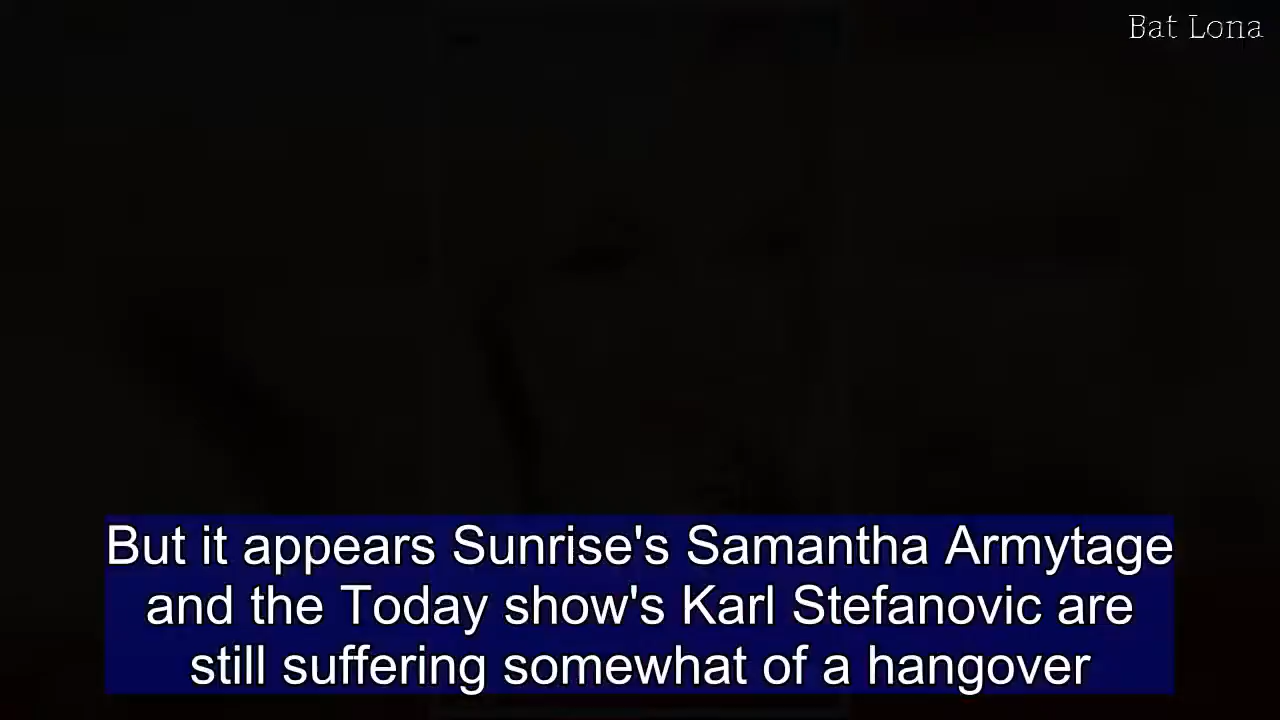 Bat Lona
But it appears Sunrise's Samantha Armytage
and the Today show's Karl Stefanovic are
still suffering somewhat of a hangover